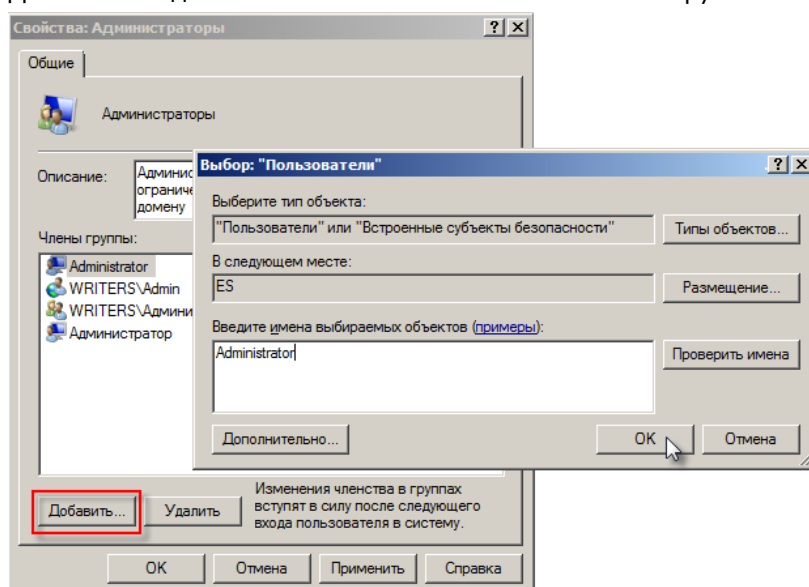 Свойства: Администраторы
Общие
Администраторы
Описание:
ограниче
домену
Члены группы:
Administrator
WRITERS\Admin
WRITERS\Админи
Администратор
Добавить...
Удалить
Изменения членства в группах
вступят в силу после следующего
входа пользователя в систему.
OK
Отмена
Применить
Справка
Выбор: "Пользователи"
Выберите тип объекта:
"Пользователи" или "Встроенные субъекты безопасности"
Типы объектов...
В следующем месте:
ES
Размещение...
Введите имена выбираемых объектов (примеры):
Administrator
Проверить имена
Дополнительно...
OK
Отмена